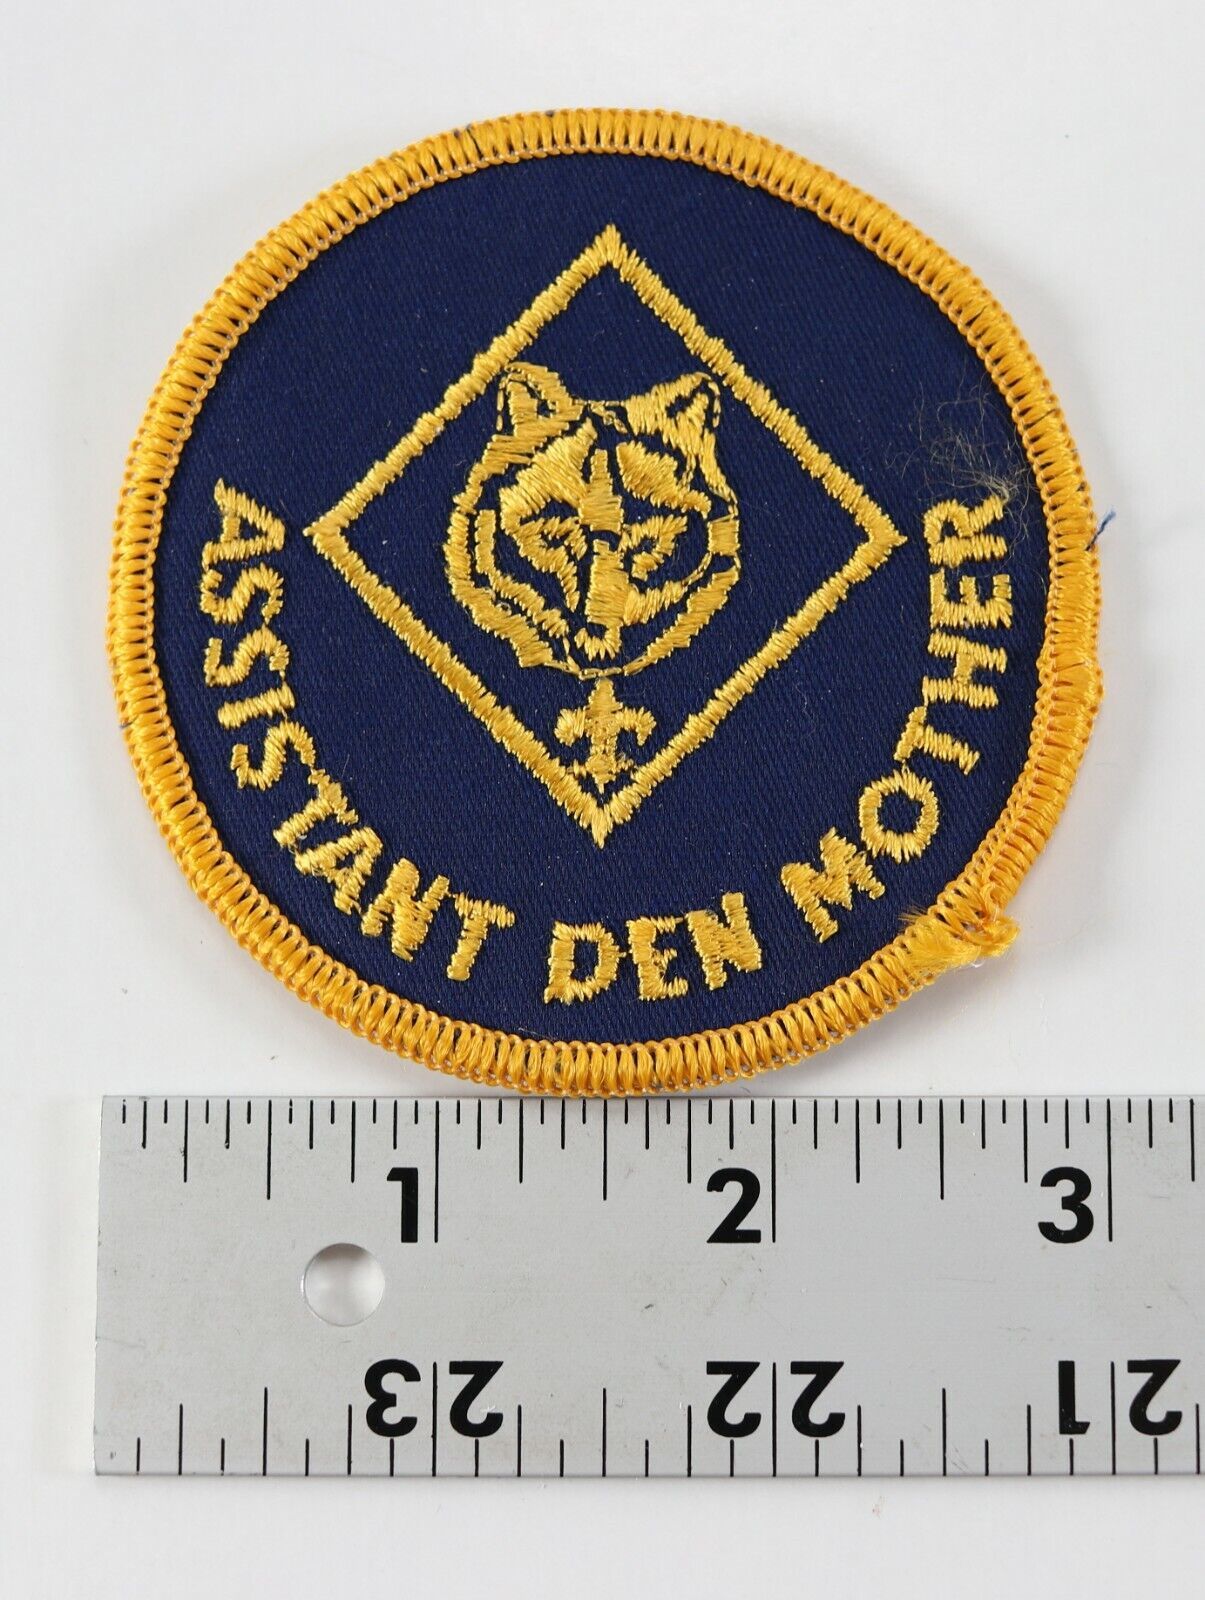 ASSISTANT DEN MOTHER
1 2 3
23 22 21